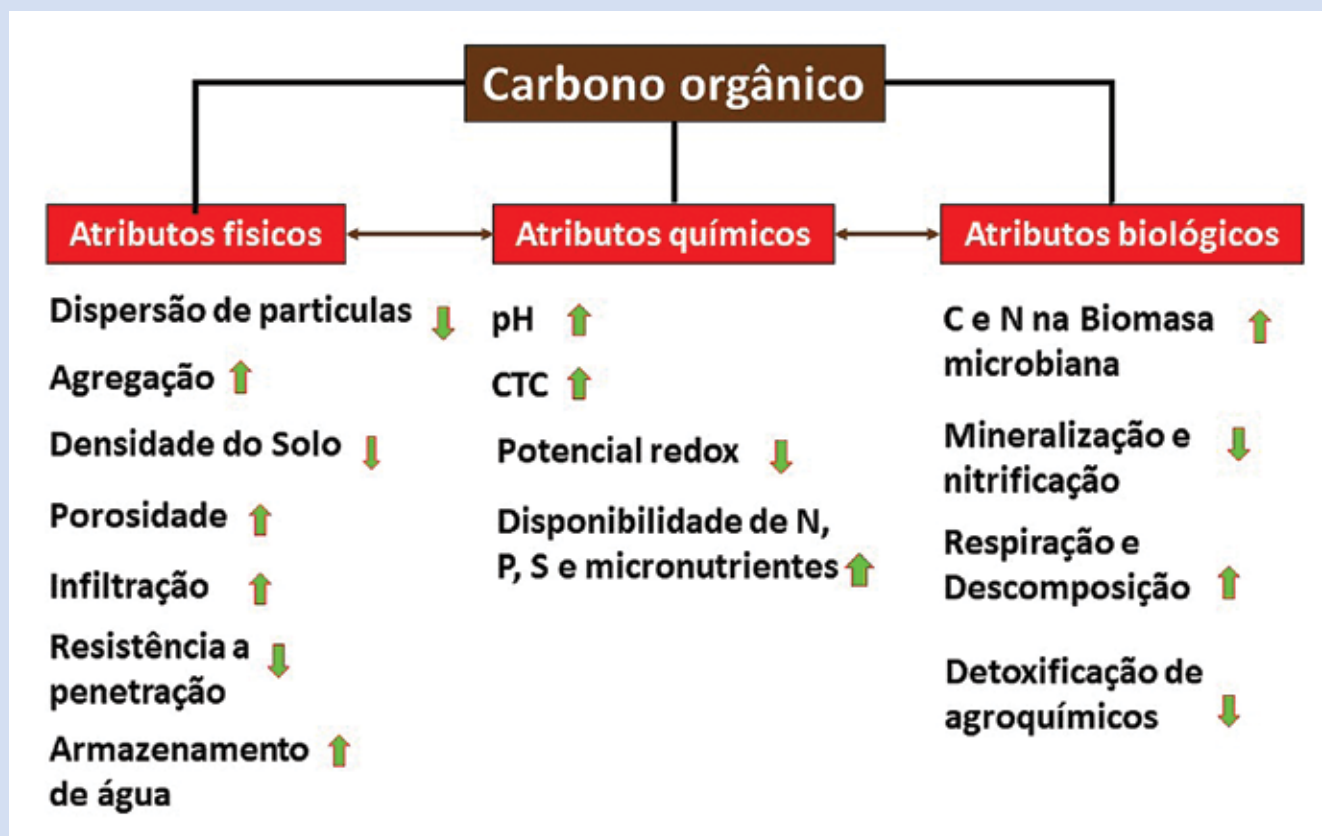 Carbono orgânico
Atributos fisicos
Atributos químicos
Atributos biológicos
Dispersão de particulas
Agregação
Densidade do Solo
Porosidade
Infiltração
Resistência a
penetração
Armazenamento
de água
pH
CTC
Potencial redox
Disponibilidade de N,
P, S e micronutrientes
C e N na Biomasa
microbiana
Mineralização e
nitrificação
Respiração e
Descomposição
Detoxificação de
agroquímicos